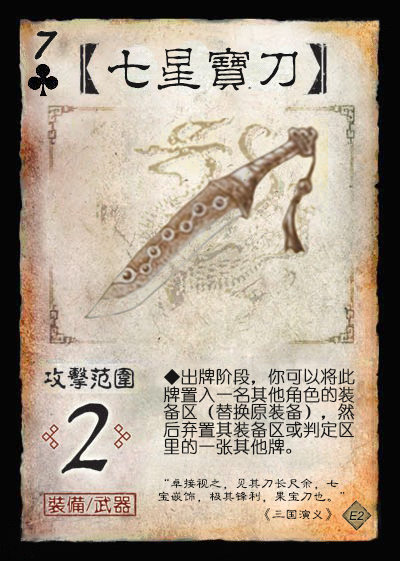 7
【七星寶刀】
攻擊范圍
2
裝備/武器
◆出牌阶段，你可以将此
牌置入一名其他角色的装
备区（替换原装备），然
后弃置其装备区或判定区
里的一张其他牌。
“卓接视之，见其刀长尺余，七
宝嵌饰，极其锋利，果宝刀也。”
《三国演义》
E2